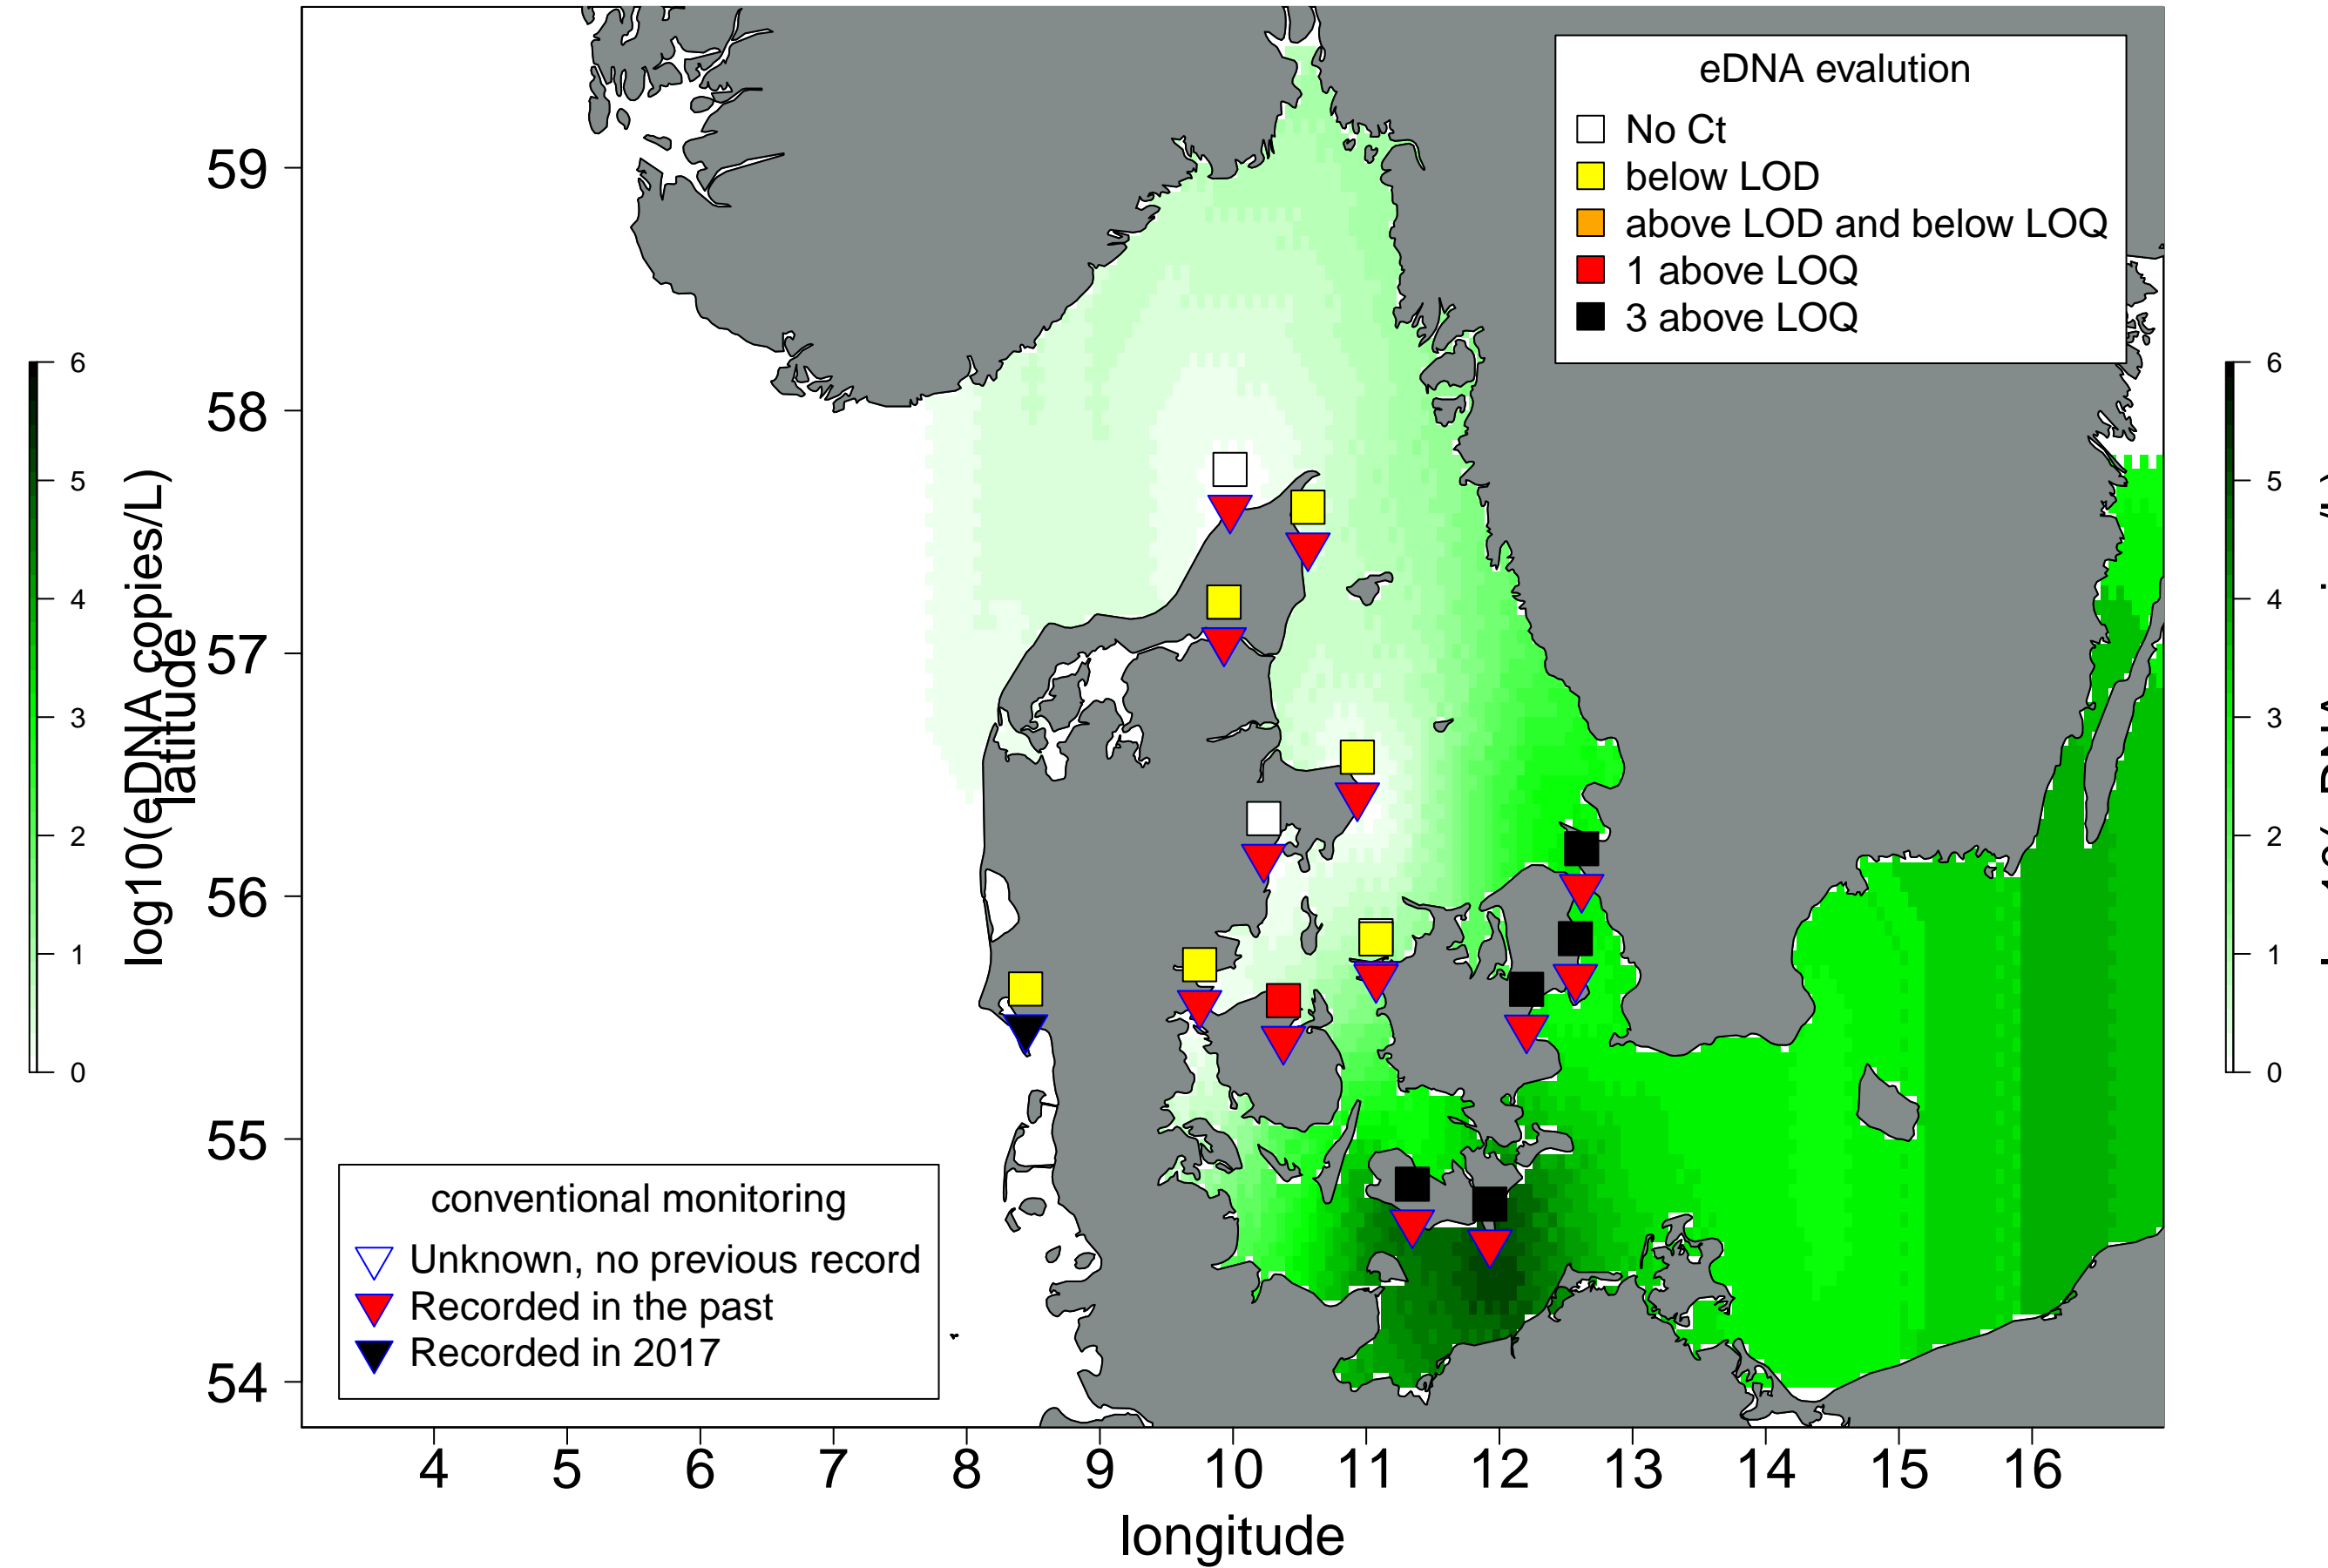 eDNA evalution
No Ct
below LOD
above LOD and below LOQ
1 above LOQ
3 above LOQ
59
58
57
56
55
54
latitude
log10(eDNA copies/L)
6
5
4
3
2
1
0
6
5
4
3
2
1
0
conventional monitoring
Unknown, no previous record
Recorded in the past
Recorded in 2017
4 5 6 7 8 9 10 11 12 13 14 15 16
longitude